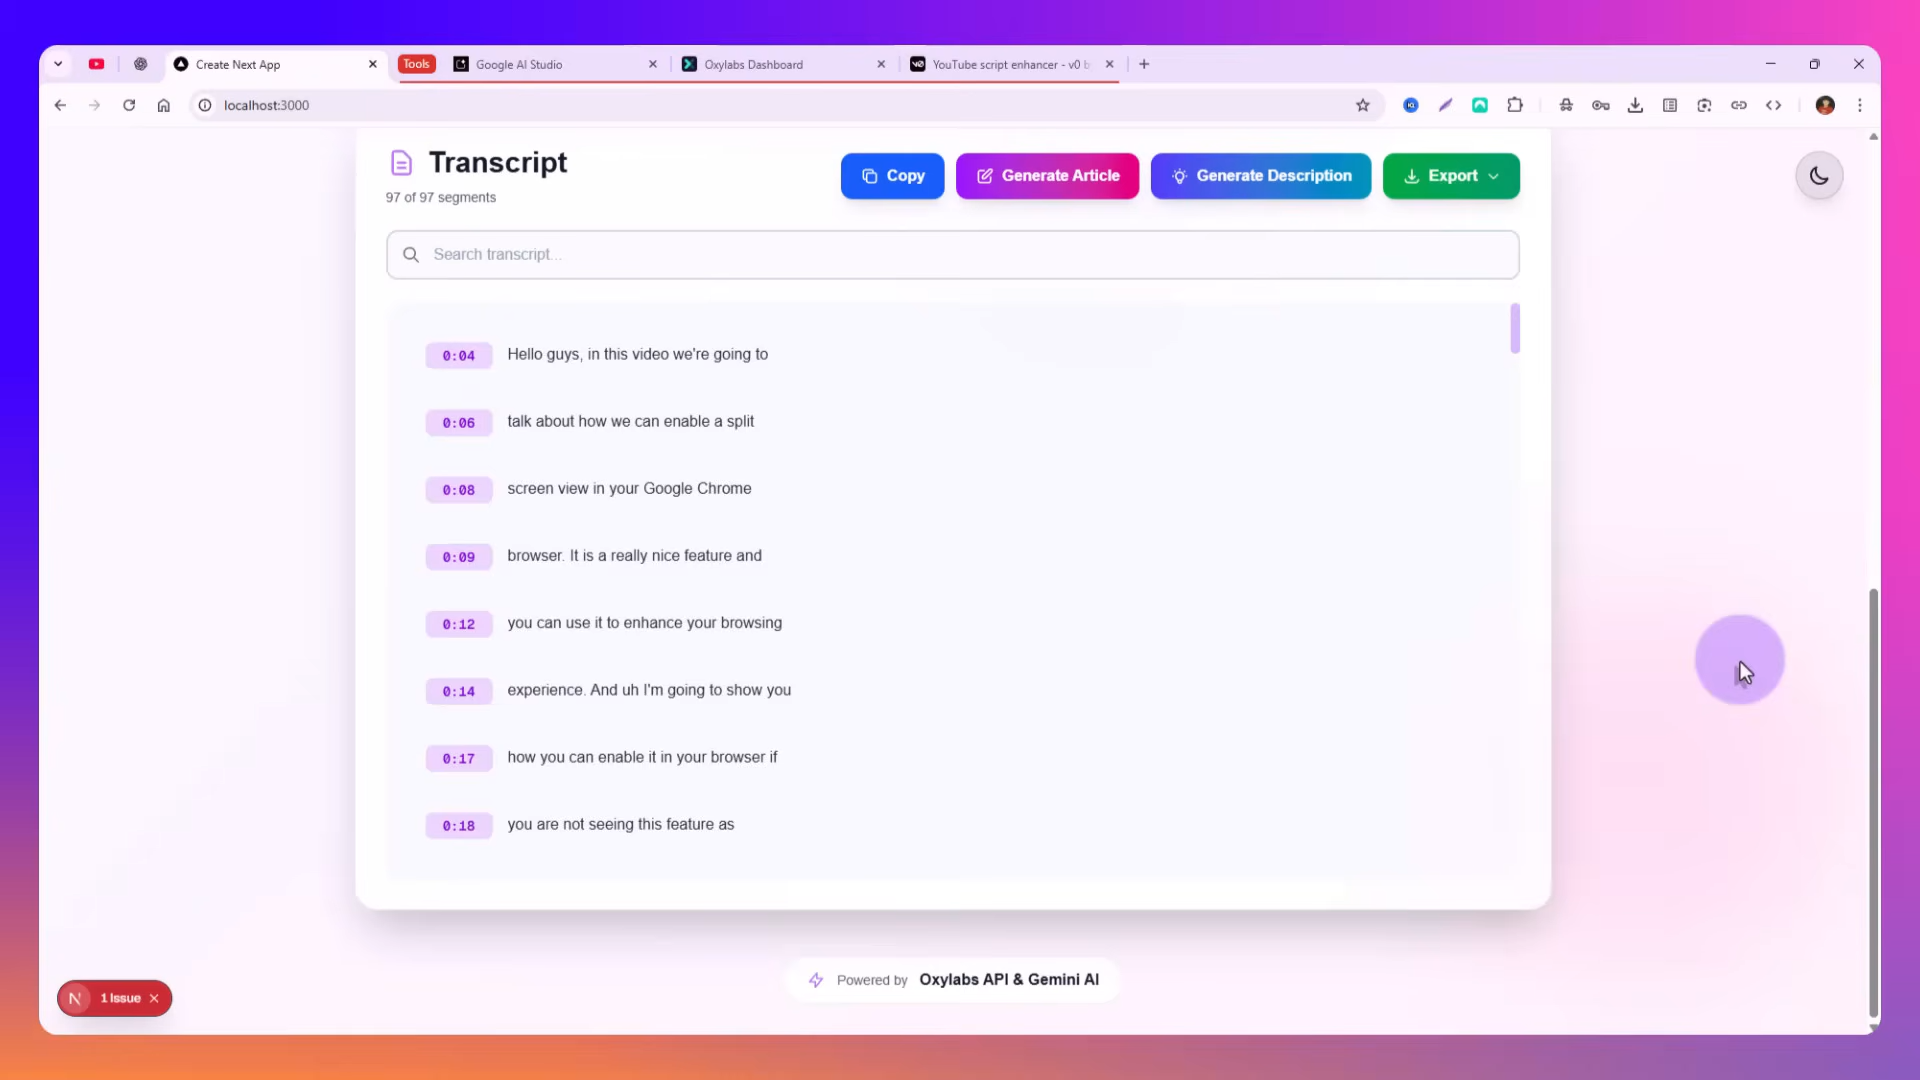 Create Next App
Tools
Google AI Studio
Oxylabs Dashboard
YouTube script enhancer - v0 b
localhost:3000
Transcript
97 of 97 segments
Copy
Generate Article
Generate Description
Export
Search transcript...
0:04 Hello guys, in this video we're going to
0:06 talk about how we can enable a split
0:08 screen view in your Google Chrome
0:09 browser. It is a really nice feature and
0:12 you can use it to enhance your browsing
0:14 experience. And uh I'm going to show you
0:17 how you can enable it in your browser if
0:18 you are not seeing this feature as
Powered by Oxylabs API & Gemini AI
N 1 Issue